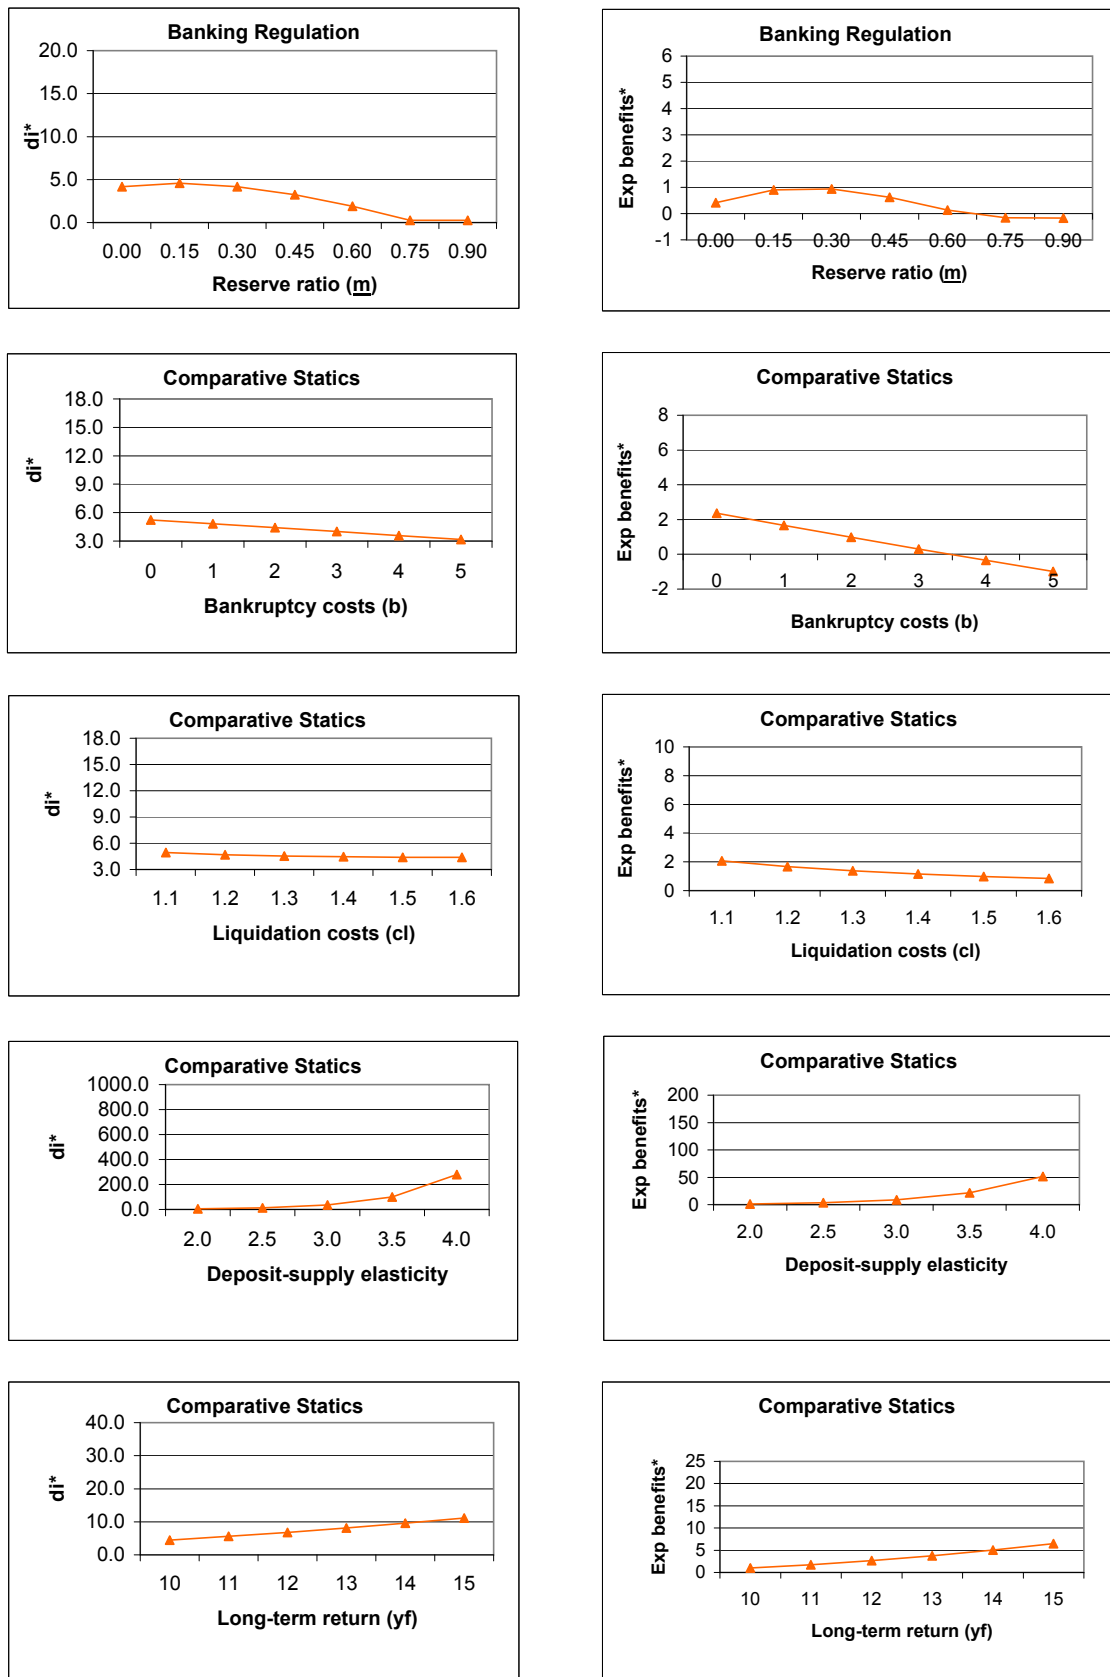 Banking Regulation
20.0
15.0
10.0
5.0
0.0
di*
0.00 0.15 0.30 0.45 0.60 0.75 0.90
Reserve ratio (m)
Banking Regulation
6
5
4
3
2
1
0
-1
Exp benefits*
0.00 0.15 0.30 0.45 0.60 0.75 0.90
Reserve ratio (m)
Comparative Statics
18.0
15.0
12.0
9.0
6.0
3.0
di*
0 1 2 3 4 5
Bankruptcy costs (b)
Comparative Statics
8
6
4
2
0
-2
Exp benefits*
0 1 2 3 4 5
Bankruptcy costs (b)
Comparative Statics
18.0
15.0
12.0
9.0
6.0
3.0
di*
1.1 1.2 1.3 1.4 1.5 1.6
Liquidation costs (cl)
Comparative Statics
10
8
6
4
2
0
Exp benefits*
1.1 1.2 1.3 1.4 1.5 1.6
Liquidation costs (cl)
Comparative Statics
1000.0
800.0
600.0
400.0
200.0
0.0
di*
2.0 2.5 3.0 3.5 4.0
Deposit-supply elasticity
Comparative Statics
200
150
100
50
0
Exp benefits*
2.0 2.5 3.0 3.5 4.0
Deposit-supply elasticity
Comparative Statics
40.0
30.0
20.0
10.0
0.0
di*
10 11 12 13 14 15
Long-term return (yf)
Comparative Statics
25
20
15
10
5
0
Exp benefits*
10 11 12 13 14 15
Long-term return (yf)